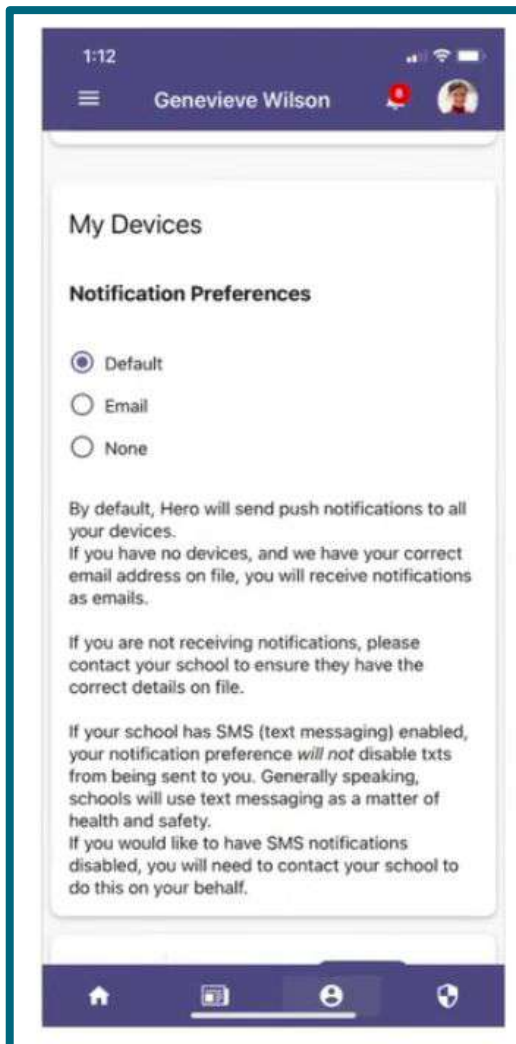 1:12
Genevieve Wilson
8
My Devices
Notification Preferences
Default
Email
None
By default, Hero will send push notifications to all
your devices.
If you have no devices, and we have your correct
email address on file, you will receive notifications
as emails.
If you are not receiving notifications, please
contact your school to ensure they have the
correct details on file.
If your school has SMS (text messaging) enabled,
your notification preference will not disable txts
from being sent to you. Generally speaking,
schools will use text messaging as a matter of
health and safety.
If you would like to have SMS notifications
disabled, you will need to contact your school to
do this on your behalf.